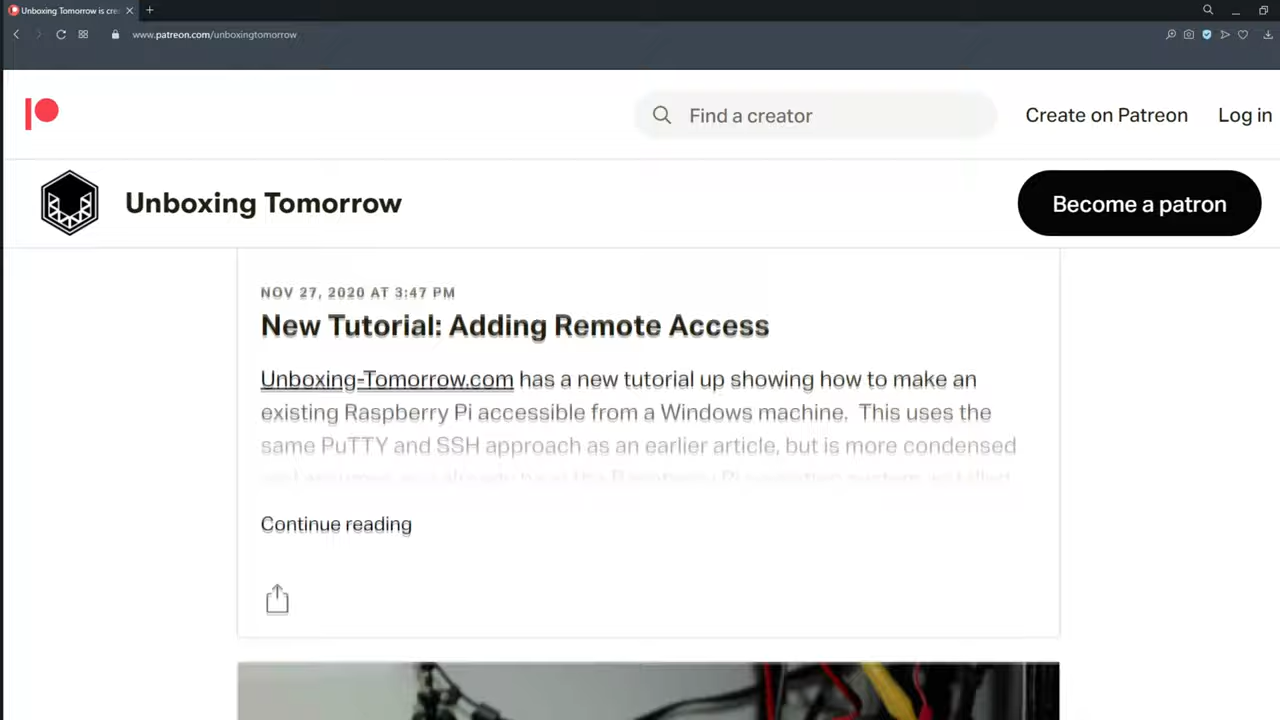 Unboxing Tomorrow is cre
www.patreon.com/unboxingtomorrow
Find a creator
Create on Patreon
Log in
Unboxing Tomorrow
Become a patron
NOV 27, 2020 AT 3:47 PM
New Tutorial: Adding Remote Access
Unboxing-Tomorrow.com has a new tutorial up showing how to make an
existing Raspberry Pi accessible from a Windows machine. This uses the
same PuTTY and SSH approach as an earlier article, but is more condensed
Continue reading